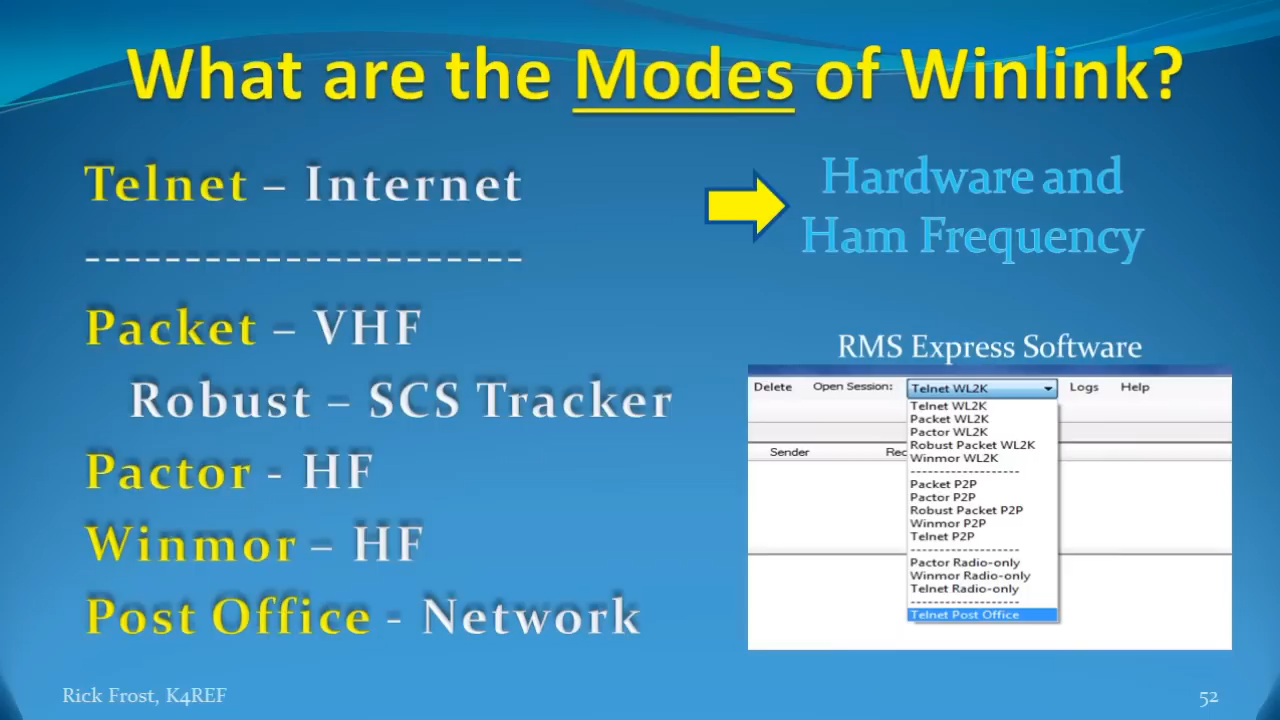 What are the Modes of Winlink?
Telnet – Internet
----------------------
Packet – VHF
Robust – SCS Tracker
Pactor - HF
Winmor – HF
Post Office - Network
Hardware and
Ham Frequency
RMS Express Software
Delete Open Session: Telnet WL2K Logs Help
Telnet WL2K
Packet WL2K
Pactor WL2K
Robust Packet WL2K
Sender Rec
Winmor WL2K
--------------------
Packet P2P
Pactor P2P
Robust Packet P2P
Winmor P2P
Telnet P2P
--------------------
Pactor Radio-only
Winmor Radio-only
Telnet Radio-only
--------------------
Telnet Post Office
Rick Frost, K4REF
52